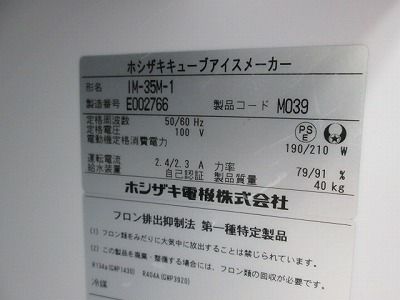 ホシザキキューブアイスメーカー
形名 IM-35M-1
製造番号 E002766 製品コード M039
定格周波数 50/60 Hz
定格電圧 100 V
電動機定格消費電力 190/210 W
PS E
運転電流 2.4/2.3 A 力率 79/91 %
給水装置 自己認証 製品質量 40 kg
ホシザキ電機株式会社
フロン排出抑制法 第一種特定製品
(1) フロン類をみだりに大気中に放出することは禁じられています。
(2) この製品を廃棄・整備する場合には、フロン類の回収が必要です。
R134a(GWP1430) R404A(GWP3920)
冷媒